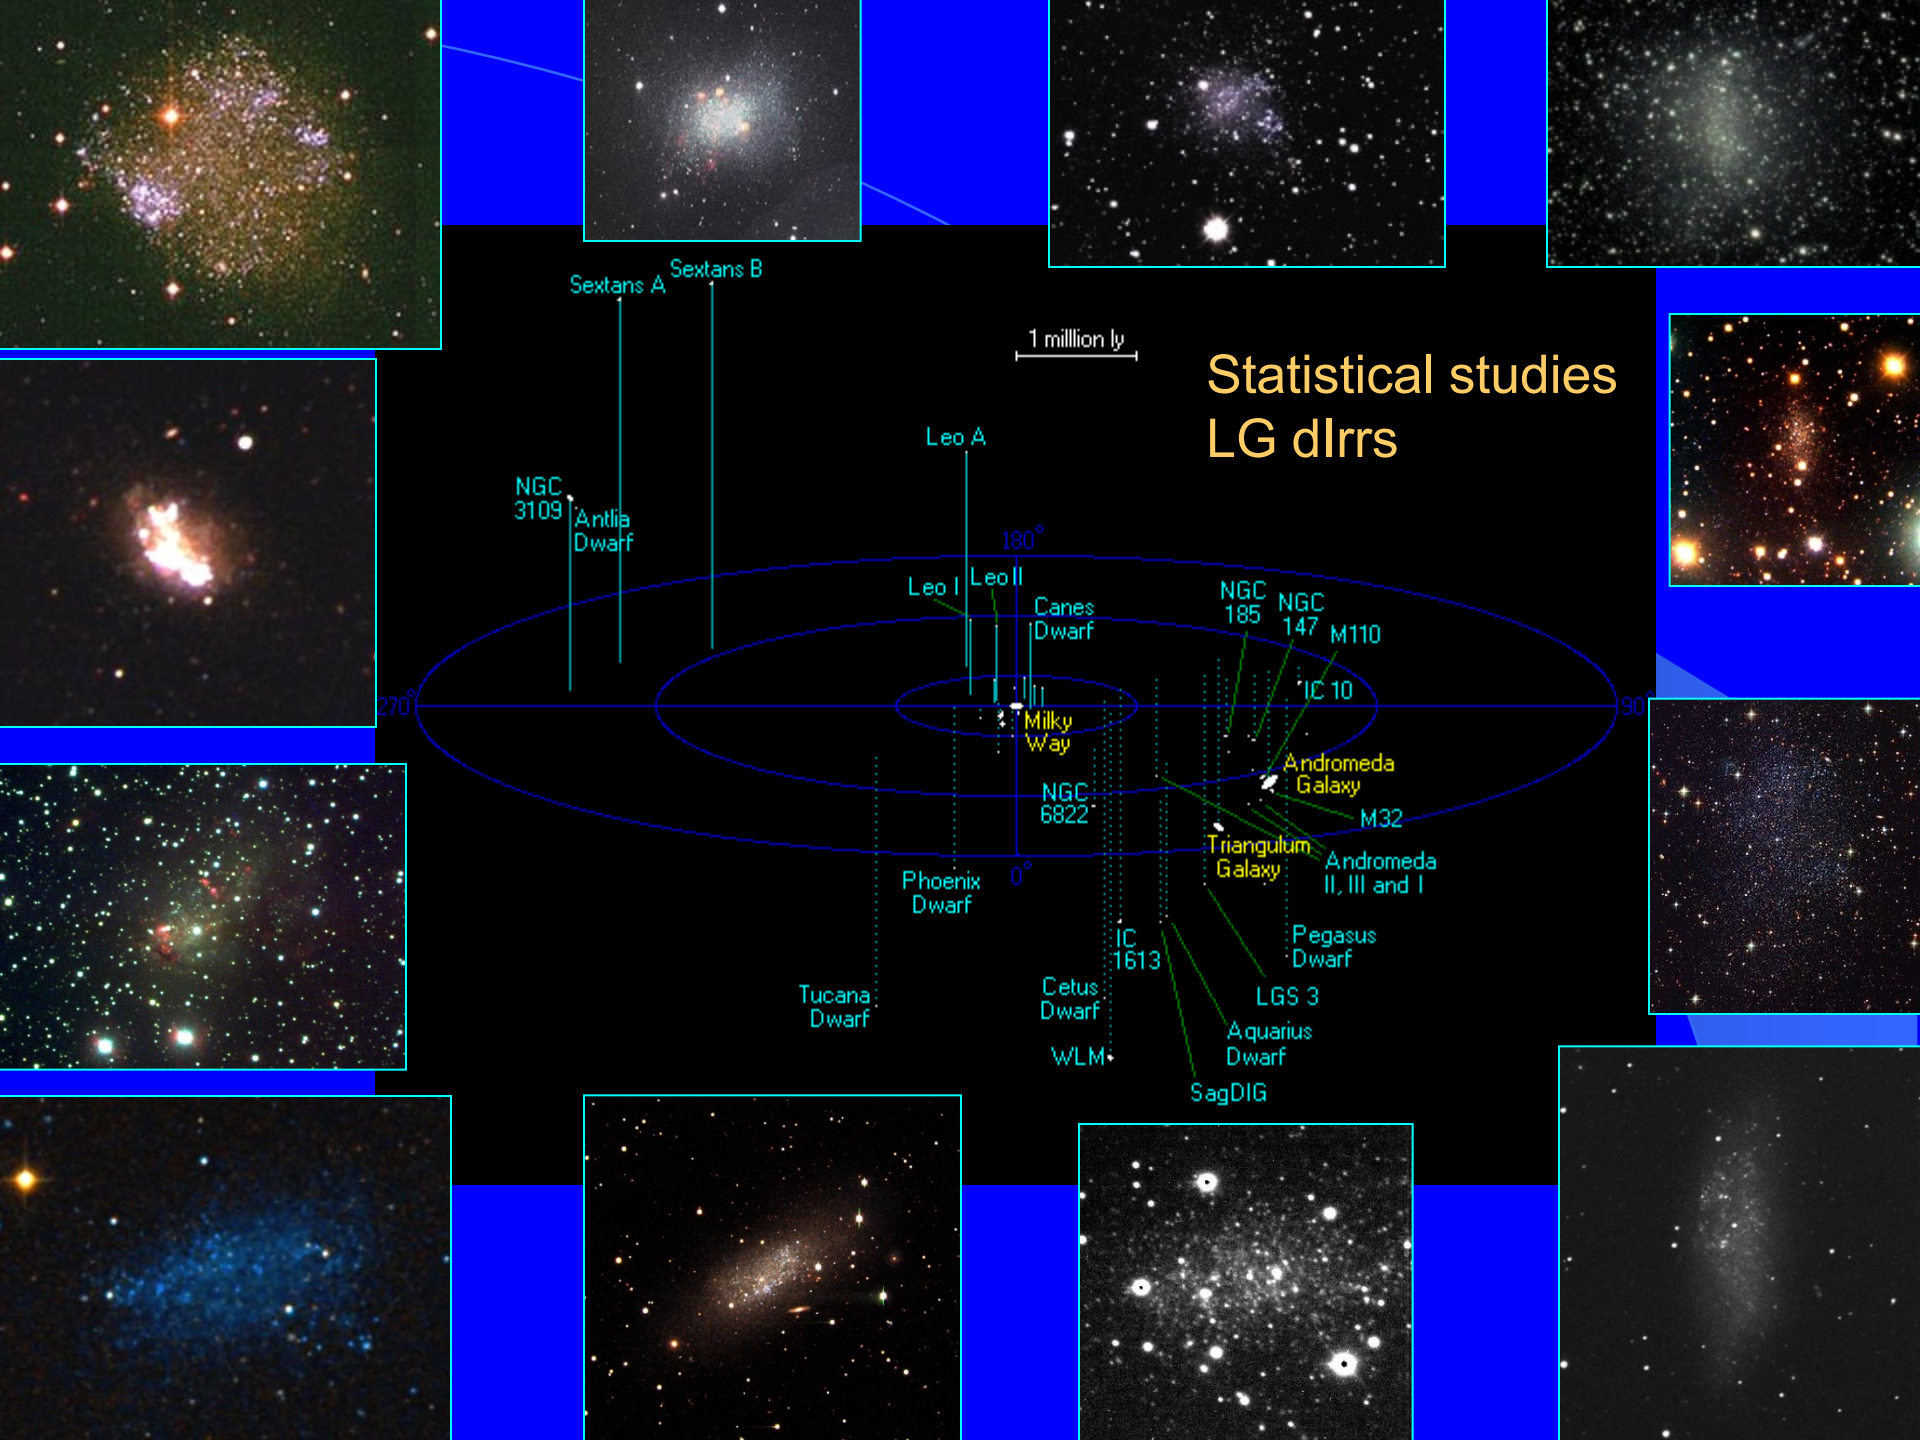 Sextans A
Sextans B
1 milllion ly
Statistical studies
LG dIrrs
Leo A
NGC
3109
Antlia
Dwarf
180°
Leo I
Leo II
Canes
Dwarf
NGC
185
NGC
147
M110
IC 10
270°
90°
Milky
Way
Andromeda
Galaxy
NGC
6822
M32
Triangulum
Galaxy
Andromeda
II, III and I
0°
Phoenix
Dwarf
IC
1613
Pegasus
Dwarf
Tucana
Dwarf
Cetus
Dwarf
LGS 3
Aquarius
Dwarf
WLM
SagDIG